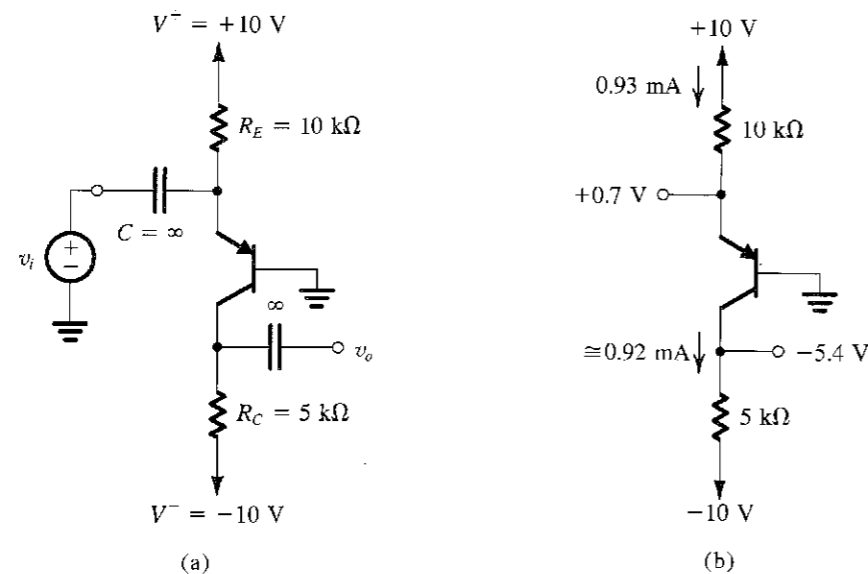 V⁺ = +10 V
R_E = 10 kΩ
C = ∞
v_i
+
−
∞
v_o
R_C = 5 kΩ
V⁻ = −10 V
(a)
+10 V
0.93 mA
10 kΩ
+0.7 V
≅0.92 mA
−5.4 V
5 kΩ
−10 V
(b)